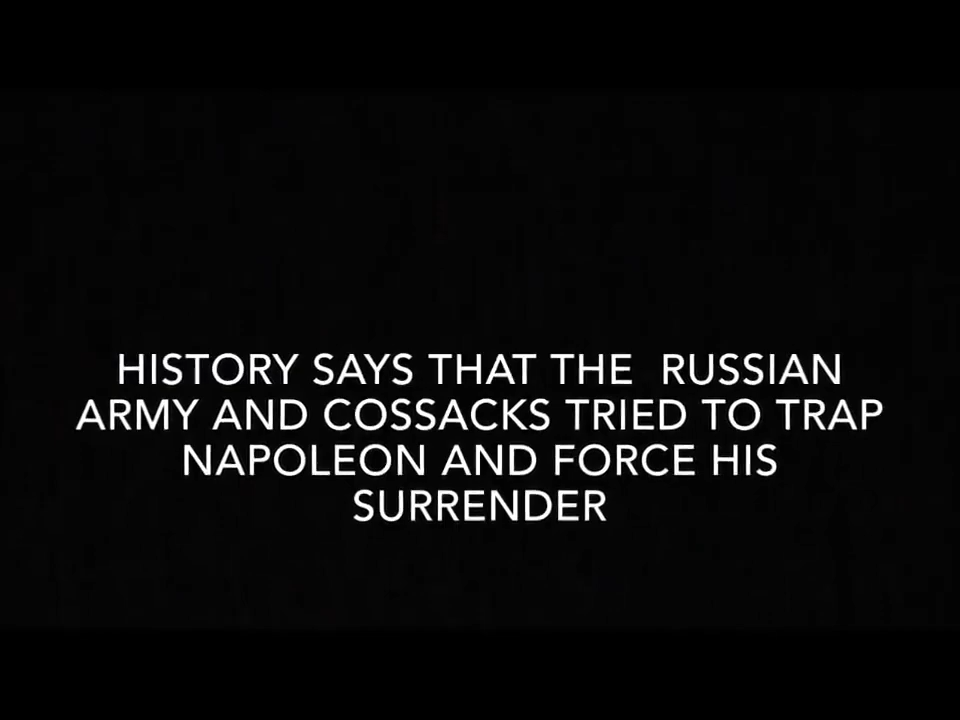 HISTORY SAYS THAT THE  RUSSIAN
ARMY AND COSSACKS TRIED TO TRAP
NAPOLEON AND FORCE HIS
SURRENDER